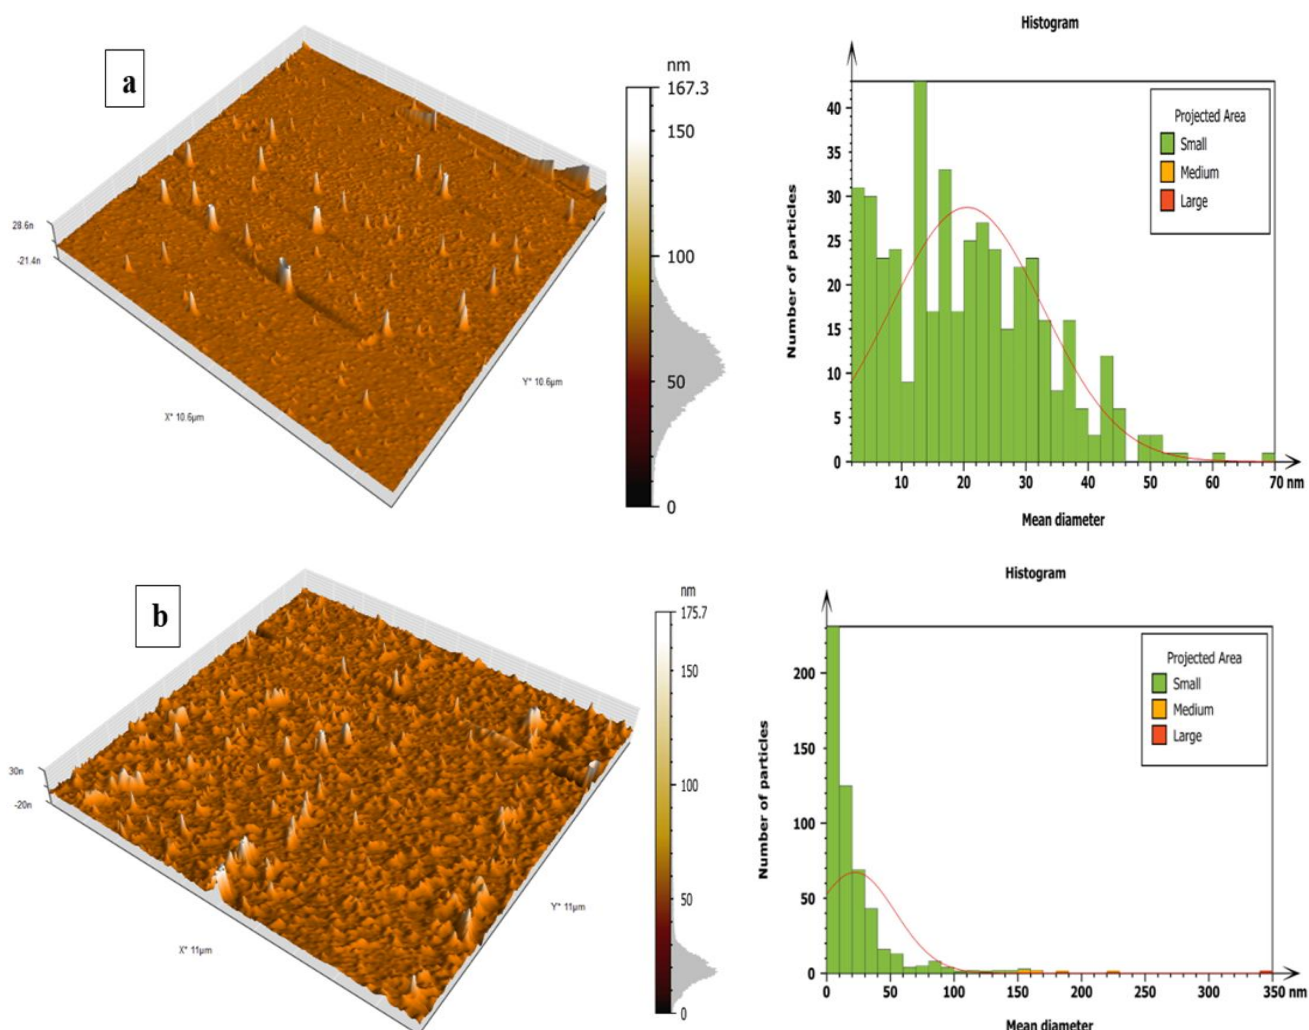 a
28.6n
-21.4n
X* 10.6µm
Y* 10.6µm
nm
167.3
150
100
50
0
Histogram
Number of particles
40
35
30
25
20
15
10
5
0
10 20 30 40 50 60 70 nm
Mean diameter
Projected Area
Small
Medium
Large
b
30n
-20n
X* 11µm
Y* 11µm
nm
175.7
150
100
50
0
Histogram
Number of particles
200
150
100
50
0
0 50 100 150 200 250 300 350 nm
Mean diameter
Projected Area
Small
Medium
Large